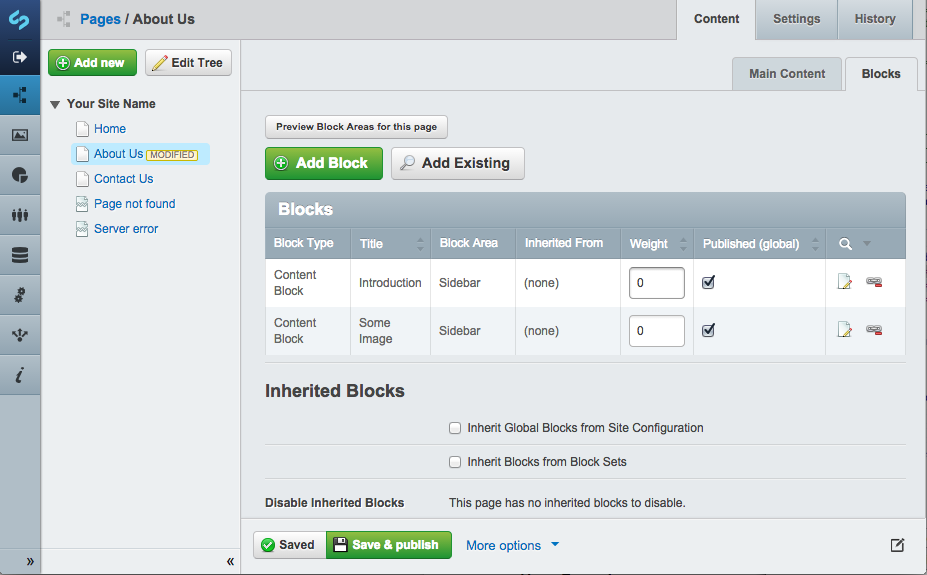 Pages / About Us
Content
Settings
History
Add new
Edit Tree
Your Site Name
Home
About Us MODIFIED
Contact Us
Page not found
Server error
Main Content
Blocks
Preview Block Areas for this page
Add Block
Add Existing
Blocks
Block Type Title Block Area Inherited From Weight Published (global)
Content Block Introduction Sidebar (none) 0
Content Block Some Image Sidebar (none) 0
Inherited Blocks
Inherit Global Blocks from Site Configuration
Inherit Blocks from Block Sets
Disable Inherited Blocks This page has no inherited blocks to disable.
Saved
Save & publish
More options
»
«